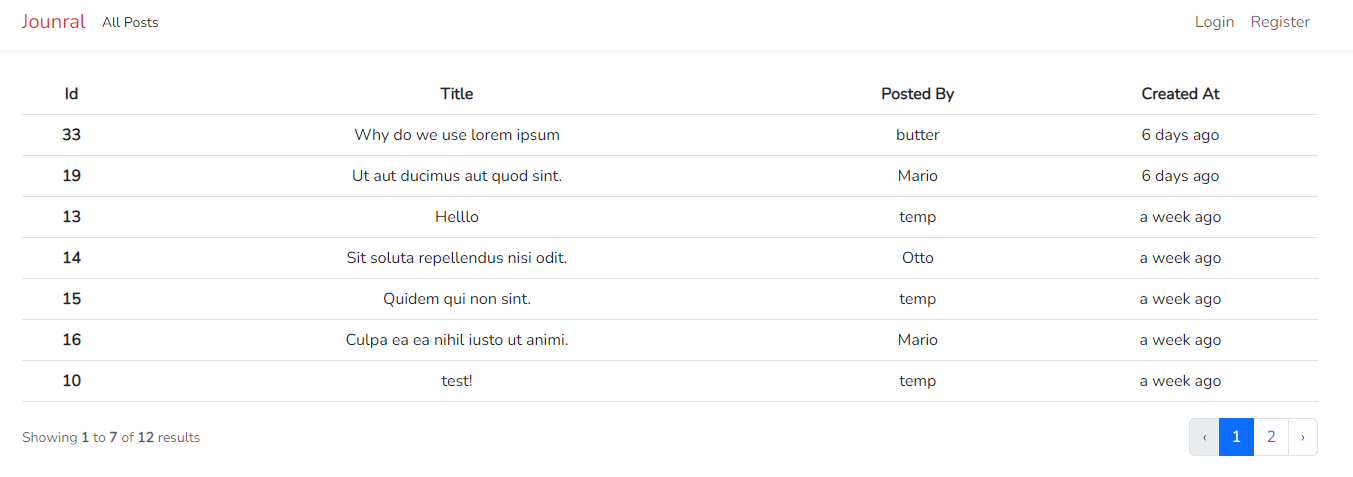 Jounral All Posts Login Register
Id Title Posted By Created At
33 Why do we use lorem ipsum butter 6 days ago
19 Ut aut ducimus aut quod sint. Mario 6 days ago
13 Helllo temp a week ago
14 Sit soluta repellendus nisi odit. Otto a week ago
15 Quidem qui non sint. temp a week ago
16 Culpa ea ea nihil iusto ut animi. Mario a week ago
10 test! temp a week ago
Showing 1 to 7 of 12 results ‹ 1 2 ›